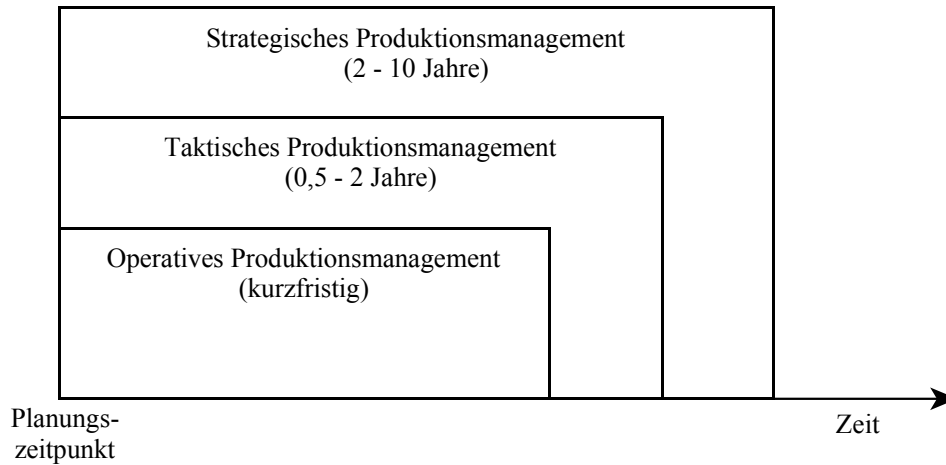 Strategisches Produktionsmanagement
(2 - 10 Jahre)
Taktisches Produktionsmanagement
(0,5 - 2 Jahre)
Operatives Produktionsmanagement
(kurzfristig)
Planungs-
zeitpunkt
Zeit